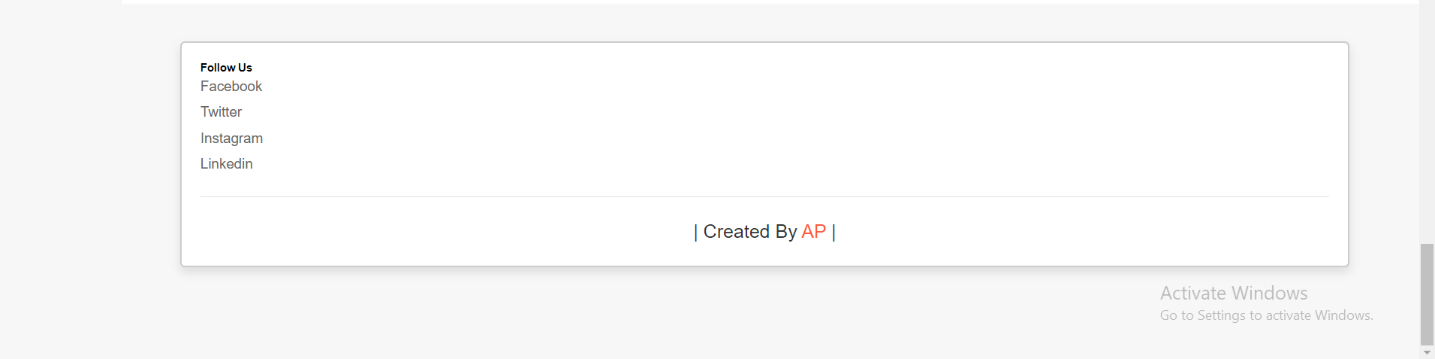 Follow Us
Facebook
Twitter
Instagram
Linkedin
| Created By AP |
Activate Windows
Go to Settings to activate Windows.